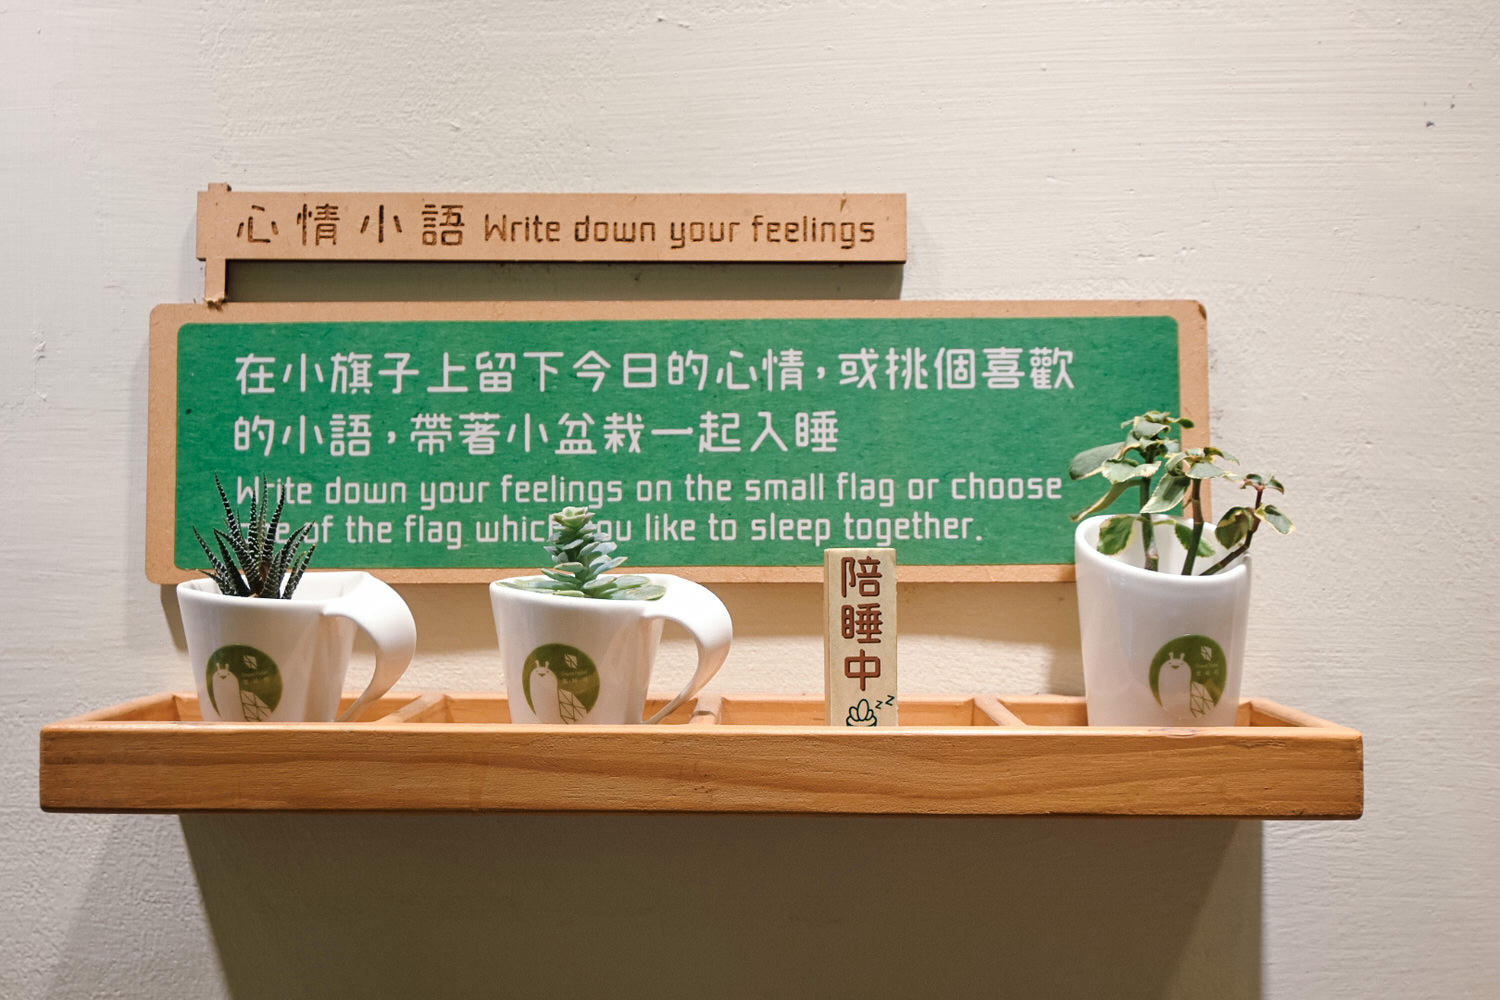 心情小語 Write down your feelings
在小旗子上留下今日的心情,或挑個喜歡
的小語,帶著小盆栽一起入睡
Write down your feelings on the small flag or choose
one of the flag which you like to sleep together.
陪睡中
zz